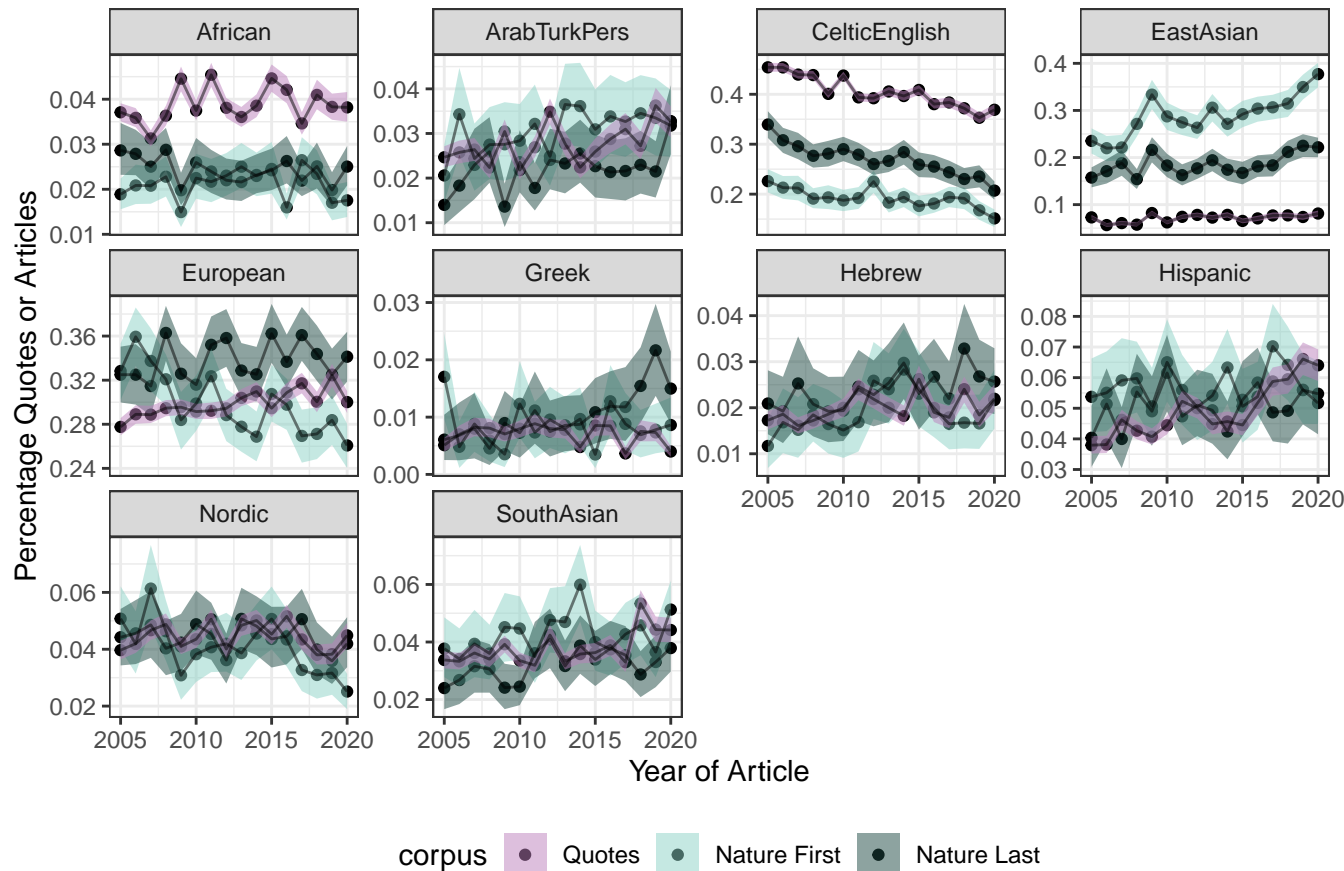 African ArabTurkPers CelticEnglish EastAsian
0.04 0.04 0.4 0.4
0.03 0.03 0.3 0.3
0.02 0.02 0.2 0.2
0.01 0.01 0.1
European Greek Hebrew Hispanic
0.36 0.03 0.04 0.08
0.32 0.02 0.03 0.07
0.28 0.01 0.02 0.06
0.24 0.00 0.01 0.05
0.04
0.03
2005 2010 2015 2020 2005 2010 2015 2020
Nordic SouthAsian
0.06 0.06
0.04 0.04
0.02 0.02
2005 2010 2015 2020 2005 2010 2015 2020
Percentage Quotes or Articles
Year of Article
corpus Quotes Nature First Nature Last